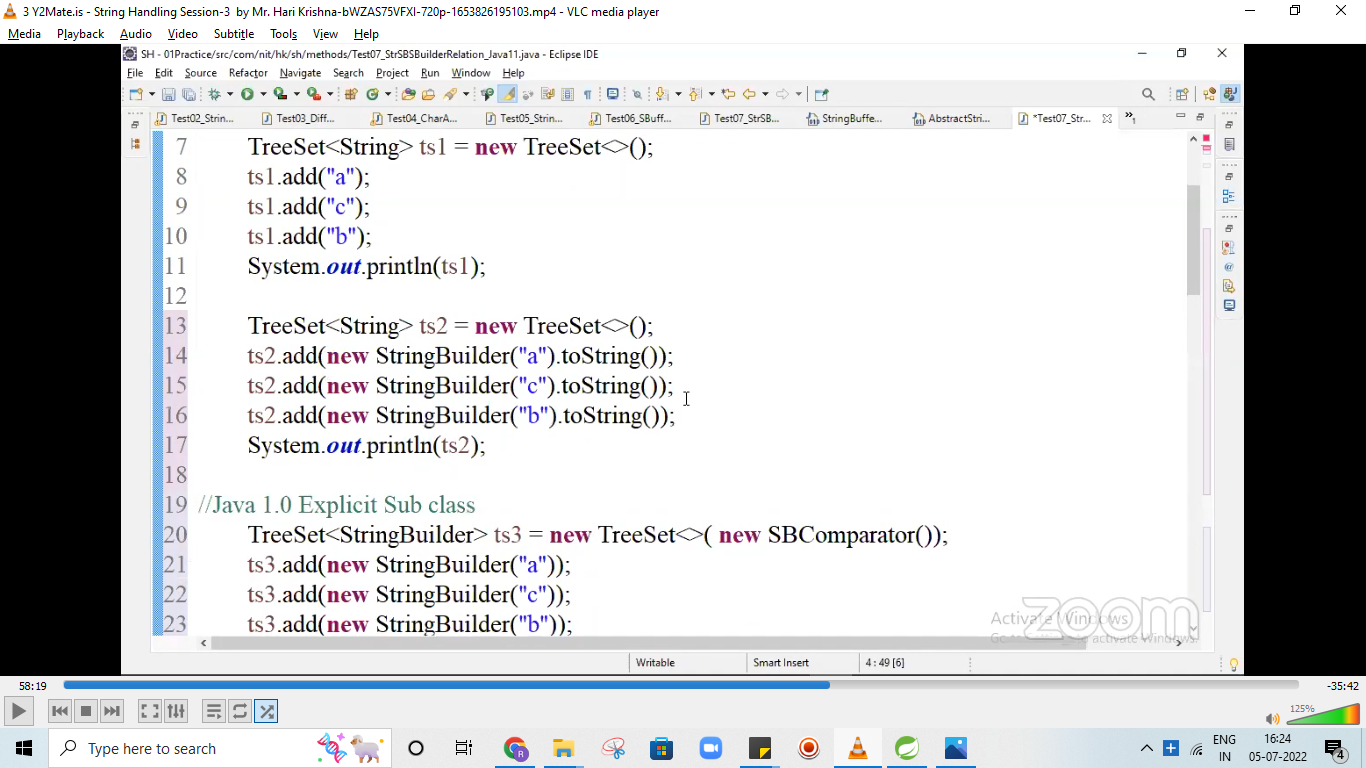 3 Y2Mate.is - String Handling Session-3 by Mr. Hari Krishna-bWZAS75VFXI-720p-1653826195103.mp4 - VLC media player
Media Playback Audio Video Subtitle Tools View Help
SH - 01Practice/src/com/nit/hk/sh/methods/Test07_StrSBSBuilderRelation_Java11.java - Eclipse IDE
File Edit Source Refactor Navigate Search Project Run Window Help
Test02_Strin... Test03_Diff... Test04_CharA... Test05_Strin... Test06_SBuff... Test07_StrSB... StringBuffe... AbstractStri... *Test07_Str... »1
7 TreeSet<String> ts1 = new TreeSet<>();
8 ts1.add("a");
9 ts1.add("c");
10 ts1.add("b");
11 System.out.println(ts1);
12
13 TreeSet<String> ts2 = new TreeSet<>();
14 ts2.add(new StringBuilder("a").toString());
15 ts2.add(new StringBuilder("c").toString());
16 ts2.add(new StringBuilder("b").toString());
17 System.out.println(ts2);
18
19 //Java 1.0 Explicit Sub class
20 TreeSet<StringBuilder> ts3 = new TreeSet<>( new SBComparator());
21 ts3.add(new StringBuilder("a"));
22 ts3.add(new StringBuilder("c"));
23 ts3.add(new StringBuilder("b"));
Activate Windows
zoom
Go to Settings to activate Windows.
Writable Smart Insert 4 : 49 [6]
58:19 -35:42
125%
Type here to search
ENG 16:24
IN 05-07-2022 4